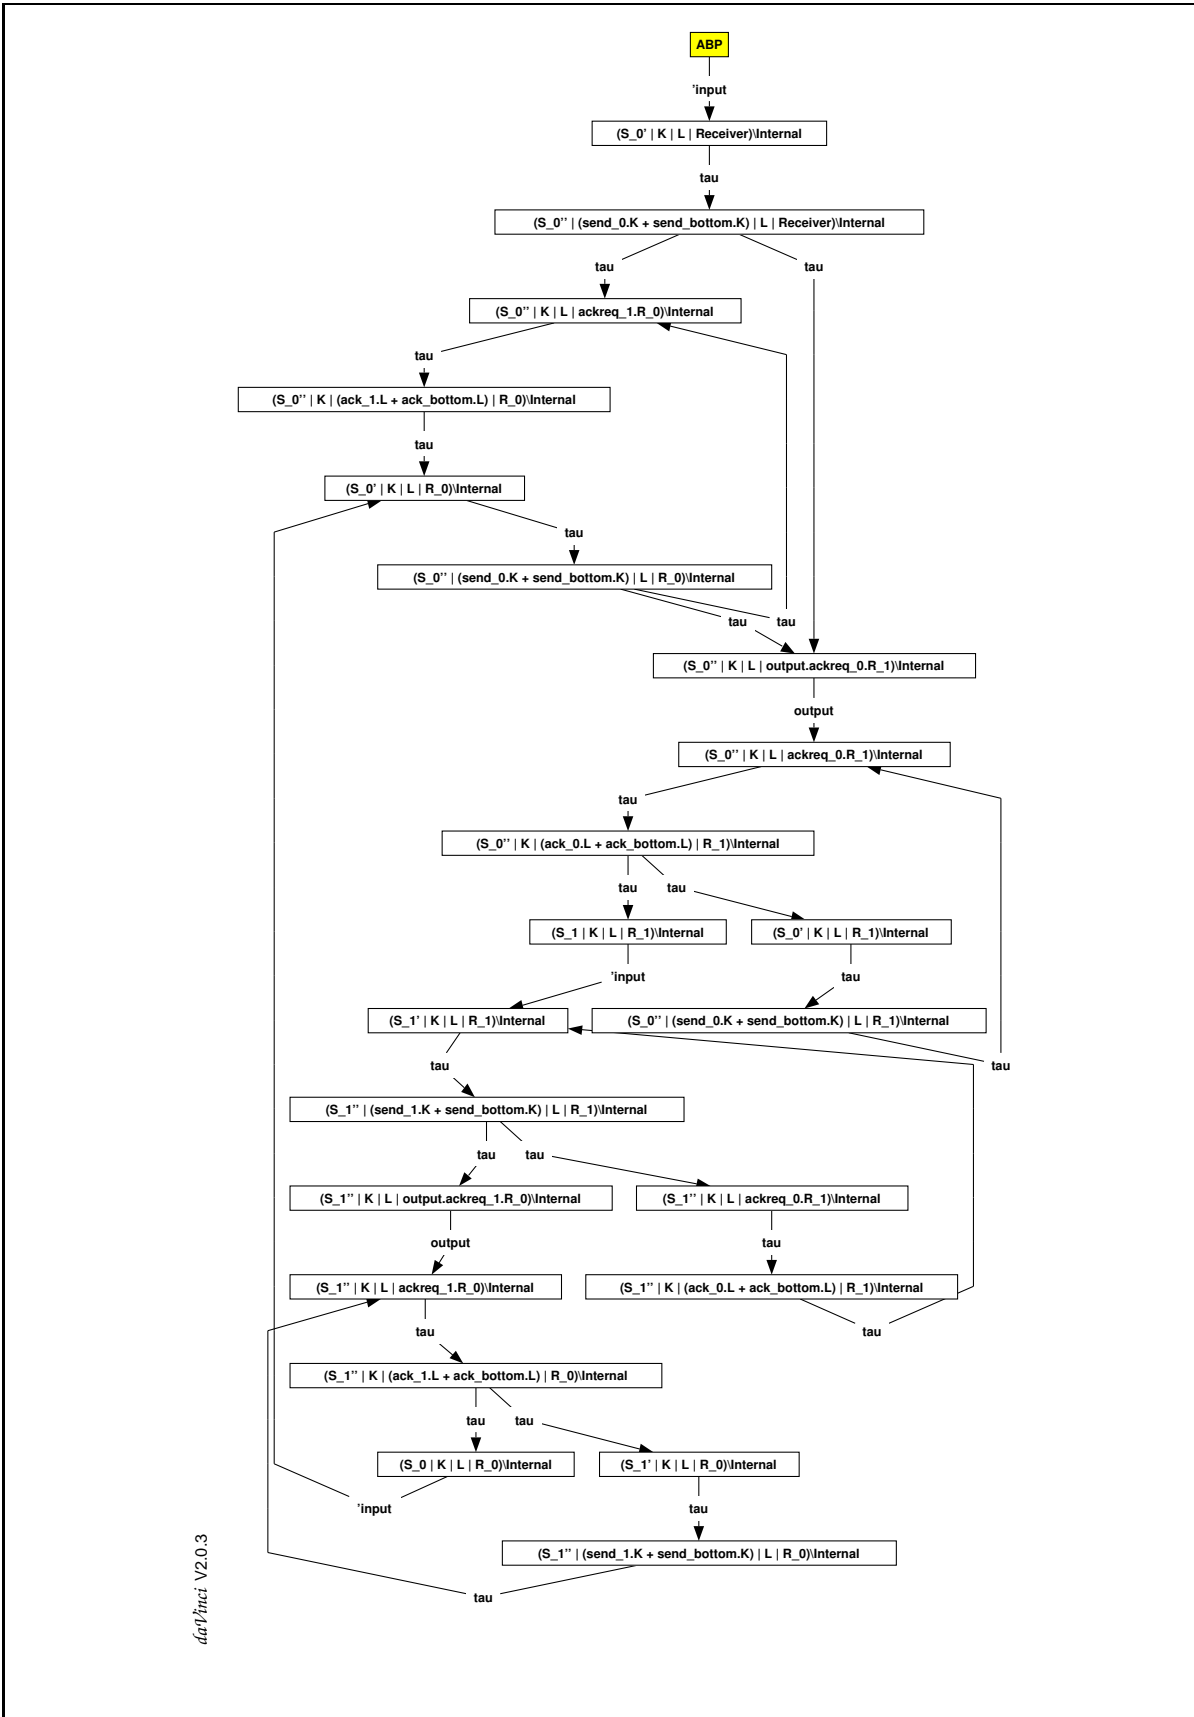 ABP
'input
(S_0' | K | L | Receiver)\Internal
tau
(S_0'' | (send_0.K + send_bottom.K) | L | Receiver)\Internal
tau tau
(S_0'' | K | L | ackreq_1.R_0)\Internal
tau
(S_0'' | K | (ack_1.L + ack_bottom.L) | R_0)\Internal
tau
(S_0' | K | L | R_0)\Internal
tau
(S_0'' | (send_0.K + send_bottom.K) | L | R_0)\Internal
tau tau
(S_0'' | K | L | output.ackreq_0.R_1)\Internal
output
(S_0'' | K | L | ackreq_0.R_1)\Internal
tau
(S_0'' | K | (ack_0.L + ack_bottom.L) | R_1)\Internal
tau tau
(S_1 | K | L | R_1)\Internal (S_0' | K | L | R_1)\Internal
'input tau
(S_1' | K | L | R_1)\Internal (S_0'' | (send_0.K + send_bottom.K) | L | R_1)\Internal
tau tau
(S_1'' | (send_1.K + send_bottom.K) | L | R_1)\Internal
tau tau
(S_1'' | K | L | output.ackreq_1.R_0)\Internal (S_1'' | K | L | ackreq_0.R_1)\Internal
output tau
(S_1'' | K | L | ackreq_1.R_0)\Internal (S_1'' | K | (ack_0.L + ack_bottom.L) | R_1)\Internal
tau tau
(S_1'' | K | (ack_1.L + ack_bottom.L) | R_0)\Internal
tau tau
(S_0 | K | L | R_0)\Internal (S_1' | K | L | R_0)\Internal
'input tau
(S_1'' | (send_1.K + send_bottom.K) | L | R_0)\Internal
tau
daVinci V2.0.3